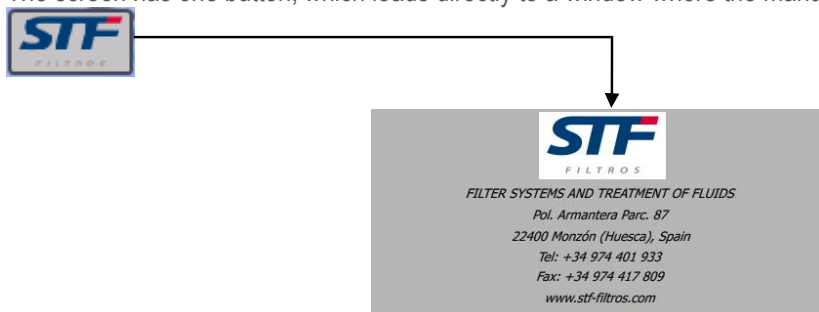 The screen has one button, which leads directly to a window where the
STF
FILTROS
STF
FILTROS
FILTER SYSTEMS AND TREATMENT OF FLUIDS
Pol. Armantera Parc. 87
22400 Monzón (Huesca), Spain
Tel: +34 974 401 933
Fax: +34 974 417 809
www.stf-filtros.com